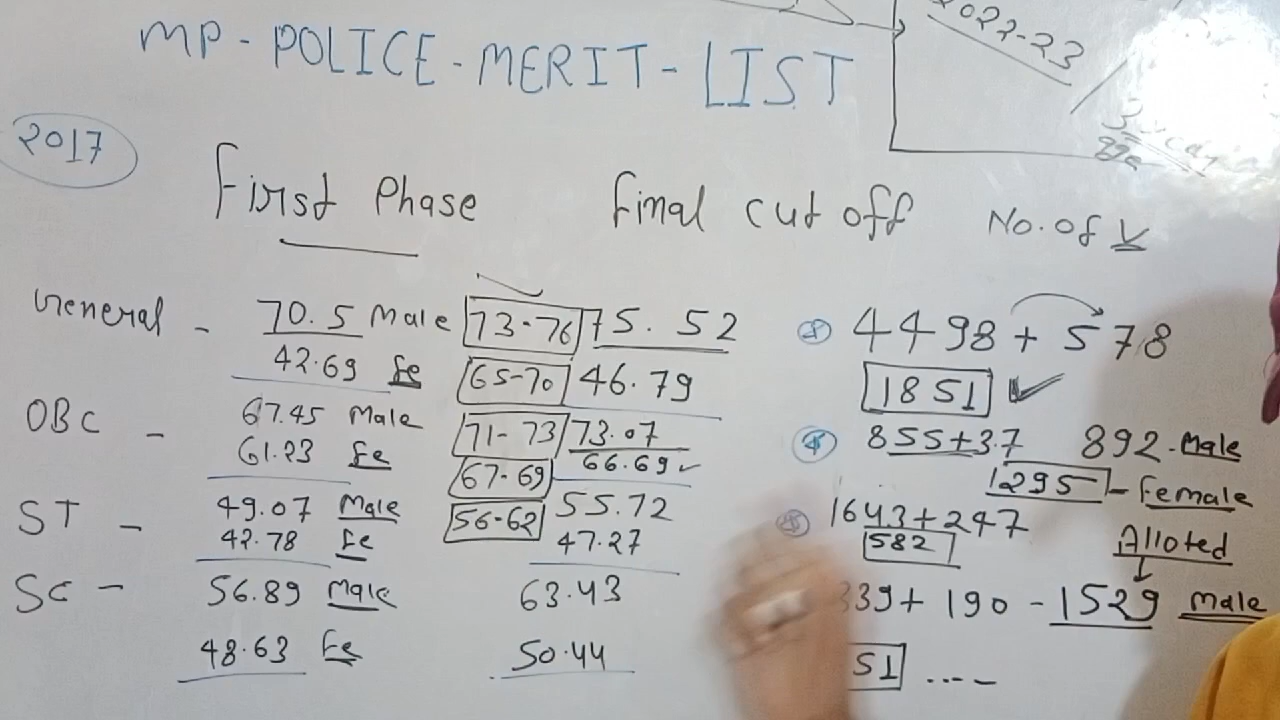 2022-23
MP-POLICE-MERIT-LIST
2017
First Phase Final cut off No. of V
General - 70.5 Male 73-76 75.52 4498 + 578
42.69 Fe 65-70 46.79 1851
OBC - 67.45 Male 71-73 73.07 855+37 892-Male
61.23 Fe 67-69 66.69 1295 - Female
ST - 49.07 Male 56-62 55.72 1643+247
42.78 Fe 47.27 582 Alloted
SC - 56.89 Male 63.43 339+ 190 - 1529 Male
48.63 Fe 50.44 51 ----